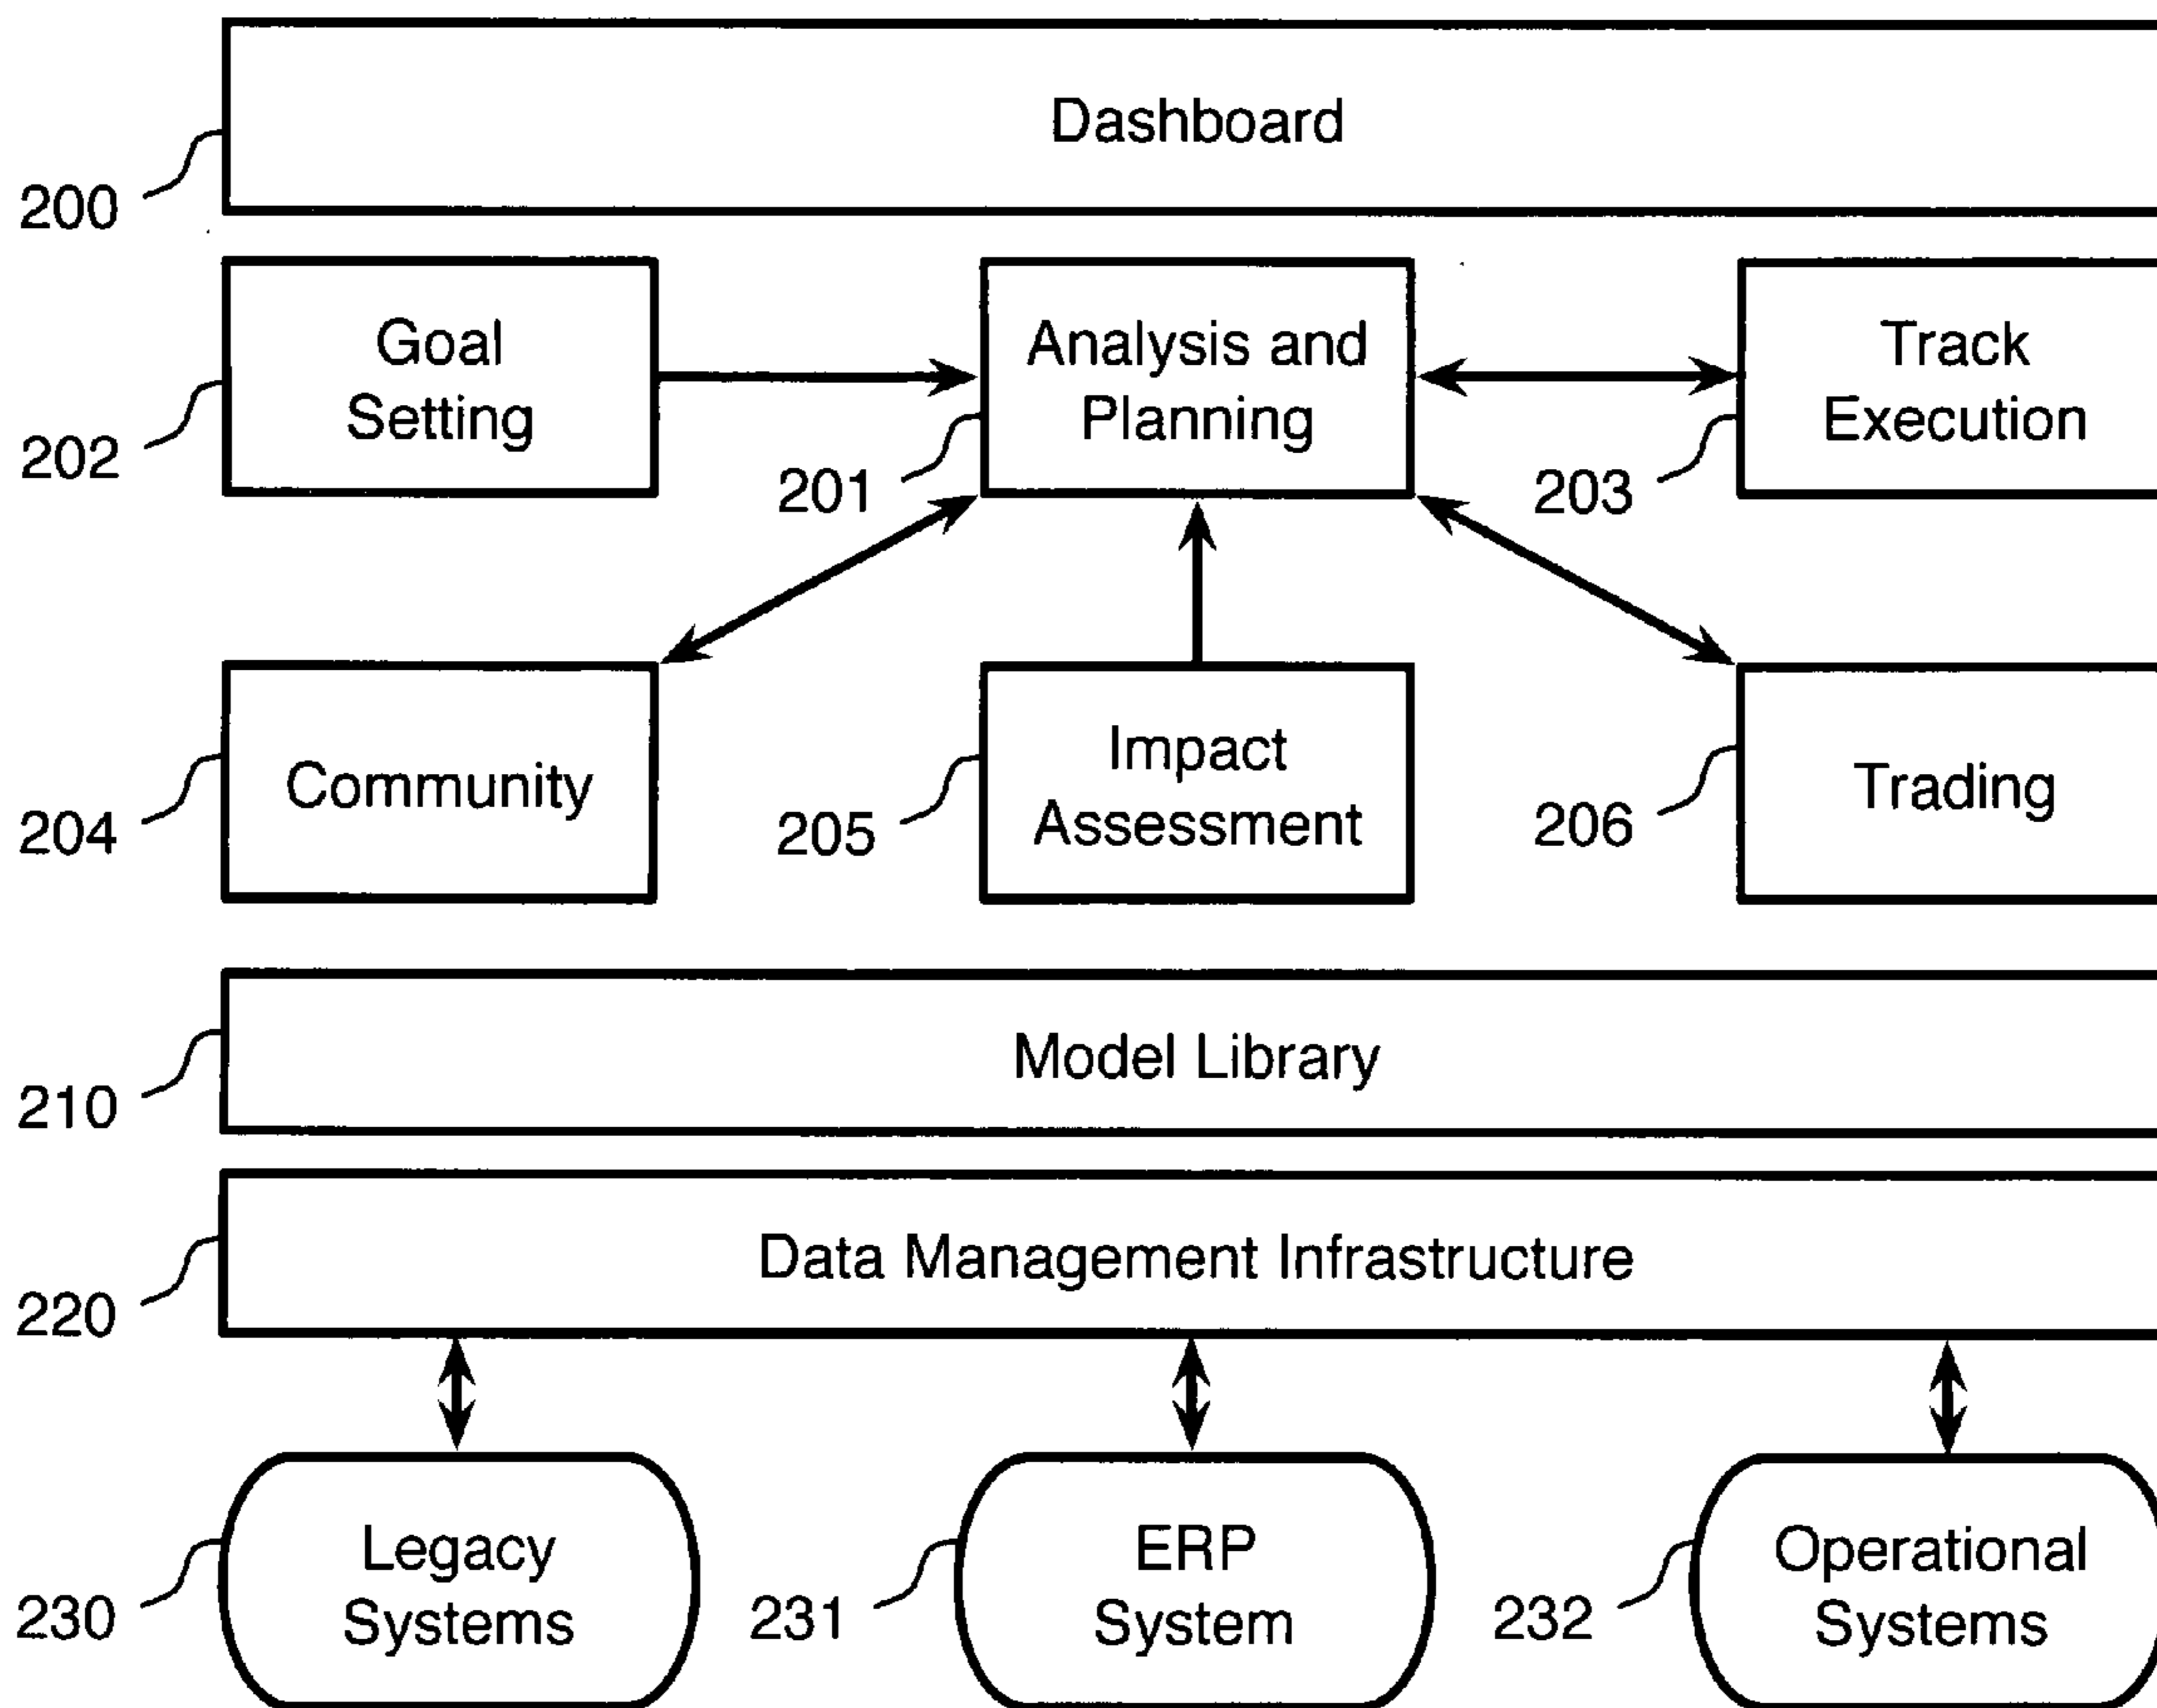 Dashboard
200
Goal
Setting
202
Analysis and
Planning
201
Track
Execution
203
Community
204
Impact
Assessment
205
Trading
206
Model Library
210
Data Management Infrastructure
220
Legacy
Systems
230
ERP
System
231
Operational
Systems
232